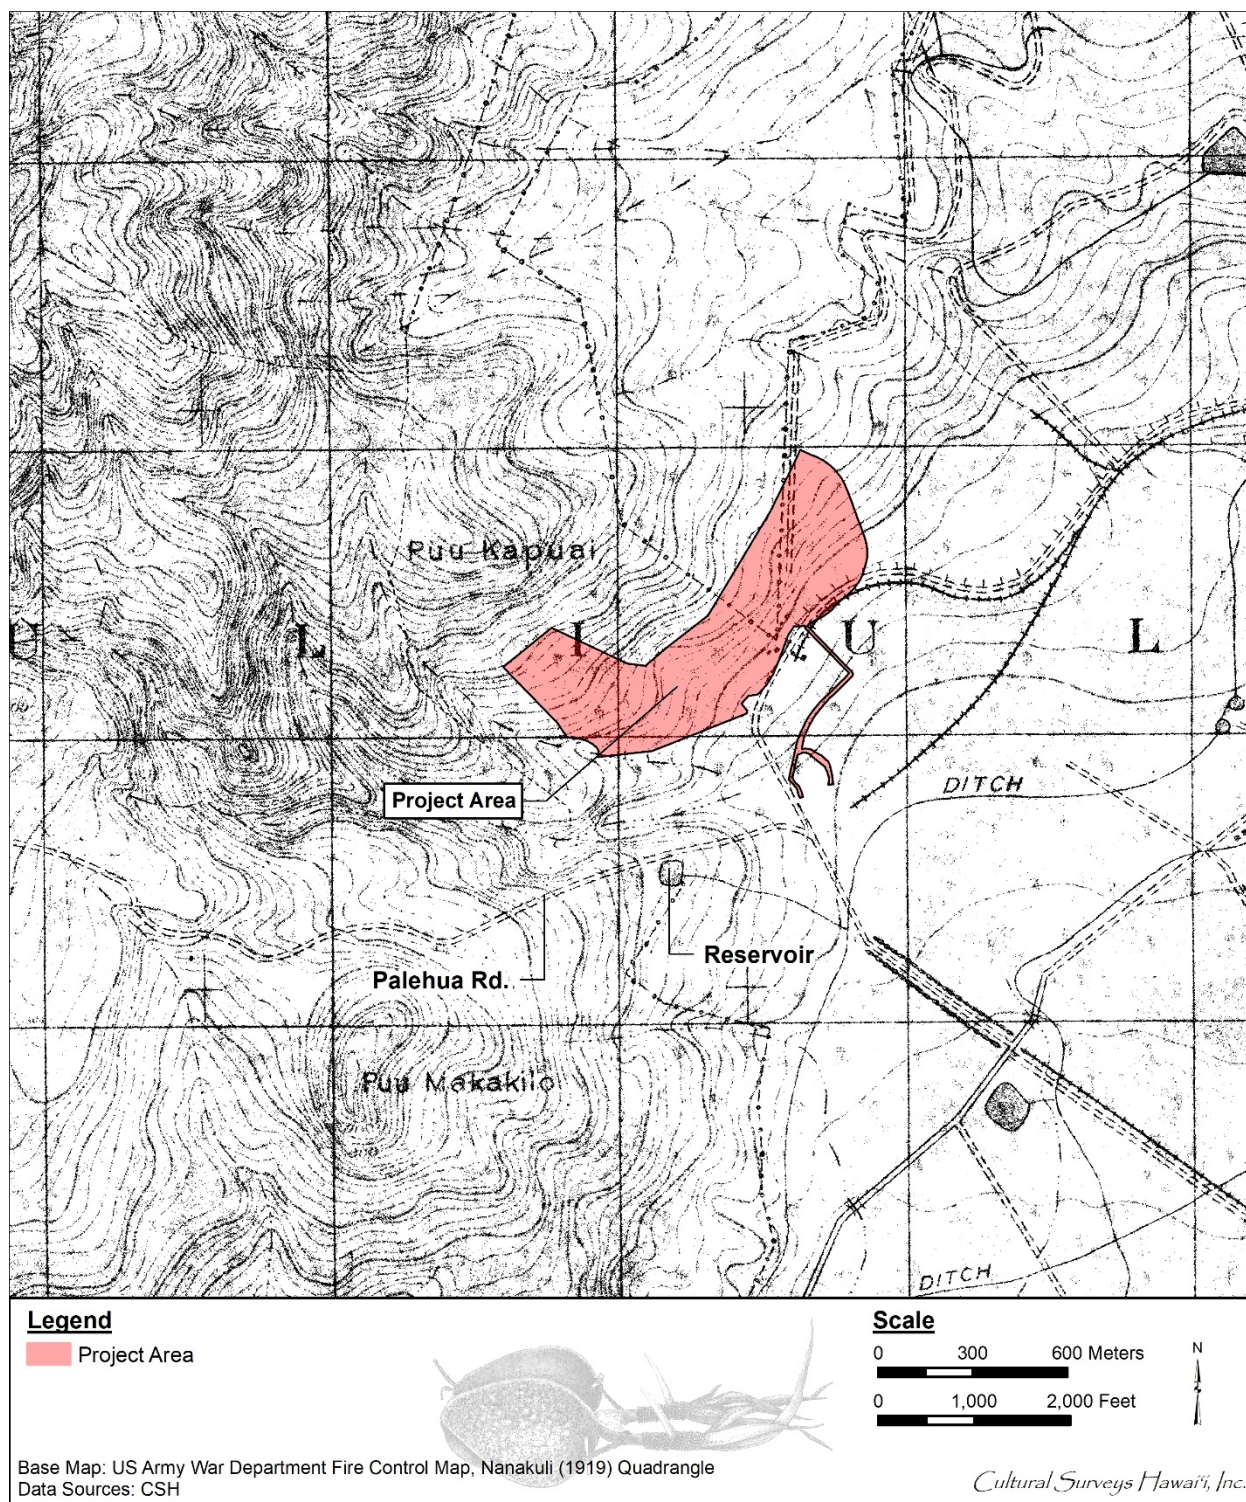 Puu Kapuai
U L I U L
Project Area
DITCH
Reservoir
Palehua Rd.
Puu Makakilo
DITCH
Legend
Project Area
Scale
0 300 600 Meters
0 1,000 2,000 Feet
N
Base Map: US Army War Department Fire Control Map, Nanakuli (1919) Quadrangle
Data Sources: CSH
Cultural Surveys Hawai‘i, Inc.